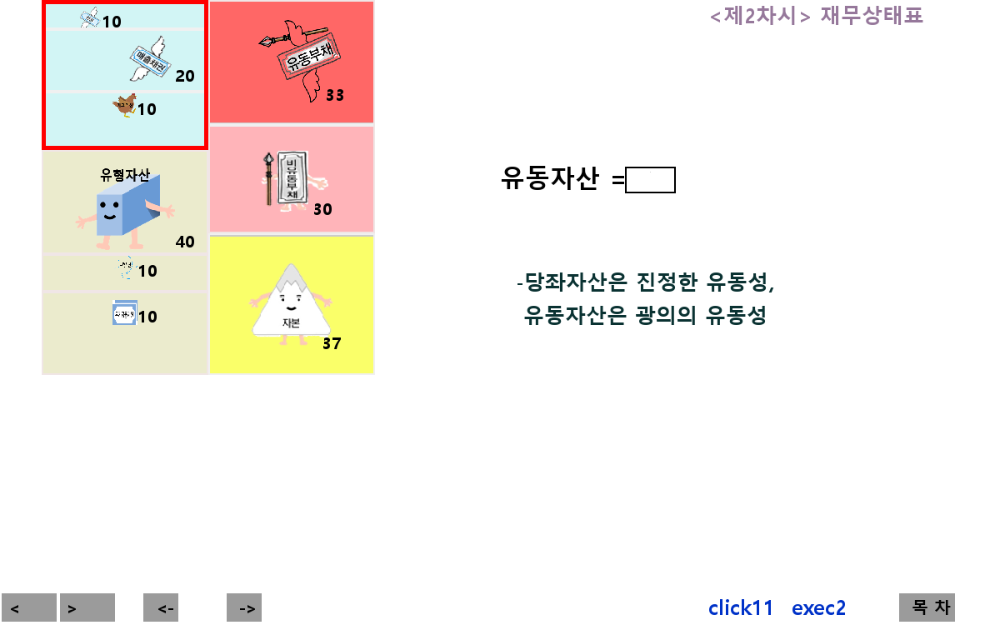 <제2차시> 재무상태표
10
매출채권
20
10
유형자산
40
10
10
유동부채
33
비유동부채
30
자본
37
유동자산 =
-당좌자산은 진정한 유동성,
유동자산은 광의의 유동성
<
>
<-
->
click11 exec2
목 차